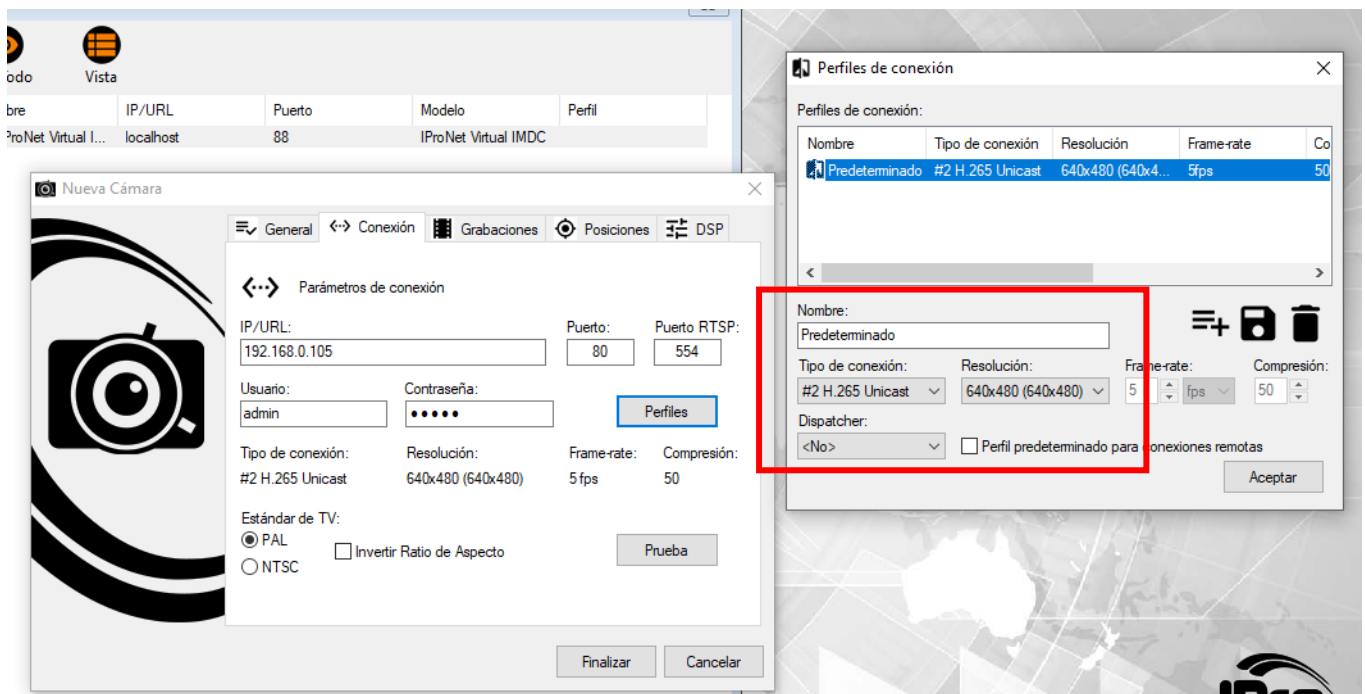 odo Vista
bre IP/URL Puerto Modelo Perfil
ProNet Virtual I... localhost 88 IProNet Virtual IMDC
Nueva Cámara
General Conexión Grabaciones Posiciones DSP
Parámetros de conexión
IP/URL: Puerto: Puerto RTSP:
192.168.0.105 80 554
Usuario: Contraseña:
admin ••••• Perfiles
Tipo de conexión: Resolución: Frame-rate: Compresión:
#2 H.265 Unicast 640x480 (640x480) 5 fps 50
Estándar de TV:
PAL
Invertir Ratio de Aspecto Prueba
NTSC
Finalizar Cancelar
Perfiles de conexión
Perfiles de conexión:
Nombre Tipo de conexión Resolución Frame-rate Co
Predeterminado #2 H.265 Unicast 640x480 (640x4... 5fps 50
Nombre:
Predeterminado
Tipo de conexión: Resolución: Frame-rate: Compresión:
#2 H.265 Unicast 640x480 (640x480) 5 fps 50
Dispatcher:
<No> Perfil predeterminado para conexiones remotas
Aceptar